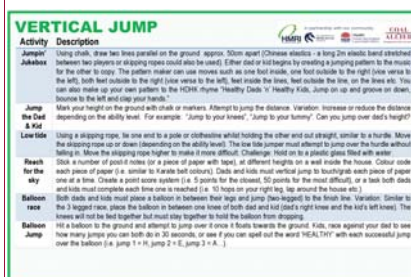 VERTICAL JUMP
In partnership with our community
HMRI
COAL
Activity Description
Jumpin' Jukebox Using chalk, draw two lines parallel on the ground approx. 50cm apart (Chinese elastics - a long 2m elastic band stretched
between two players or skipping ropes could also be used). Either dad or kid begins by creating a jumping pattern to the music
for the other to copy. The pattern maker can use moves such as one foot inside, one foot outside to the right (vice versa to
the left), both feet outside to the right (vice versa to the left), feet inside the lines, feet outside the line, on the lines etc. You
can also make up your own pattern to the HDHK rhyme "Healthy Dads 'n' Healthy Kids, Jump on up and groove on down,
bounce to the left and clap your hands."
Jump the Dad & Kid Mark your height on the ground with chalk or markers. Attempt to jump the distance. Variation: Increase or reduce the distance
depending on the ability level. For example: "Jump to your knees", "Jump to your tummy". Can you jump over dad's height?
Low tide Using a skipping rope, tie one end to a pole or clothesline whilst holding the other end out straight, similar to a hurdle. Move
the skipping rope up or down (depending on the ability level). The low tide jumper must attempt to jump over the hurdle without
falling in. Move the skipping rope higher to make it more difficult. Challenge: Hold on to a plastic glass filled with water.
Reach for the sky Stick a number of post-it notes (or a piece of paper with tape), at different heights on a wall inside the house. Colour code
each piece of paper (i.e. similar to Karate belt colours). Dads and kids must vertical jump to touch/grab each piece of paper
one at a time. Create a point score system (i.e. 5 points for the closest, 50 points for the most difficult), or a task both dads
and kids must complete each time one is reached (i.e. 10 hops on your right leg, lap around the house etc.)
Balloon race Both dads and kids must place a balloon in between their legs and jump (two-legged) to the finish line. Variation: Similar to
the 3 legged race, place the balloon in between one knee of both dad and kid (dad's right knee and the kid's left knee). The
knees will not be tied together but must stay together to hold the balloon from dropping.
Balloon Jump Hit a balloon to the ground and attempt to jump over it once it floats towards the ground. Kids, race against your dad to see
how many jumps you can both do in 30 seconds, or see if you can spell out the word 'HEALTHY' with each successful jump
over the balloon (i.e. jump 1 = H, jump 2 = E, jump 3 = A...).